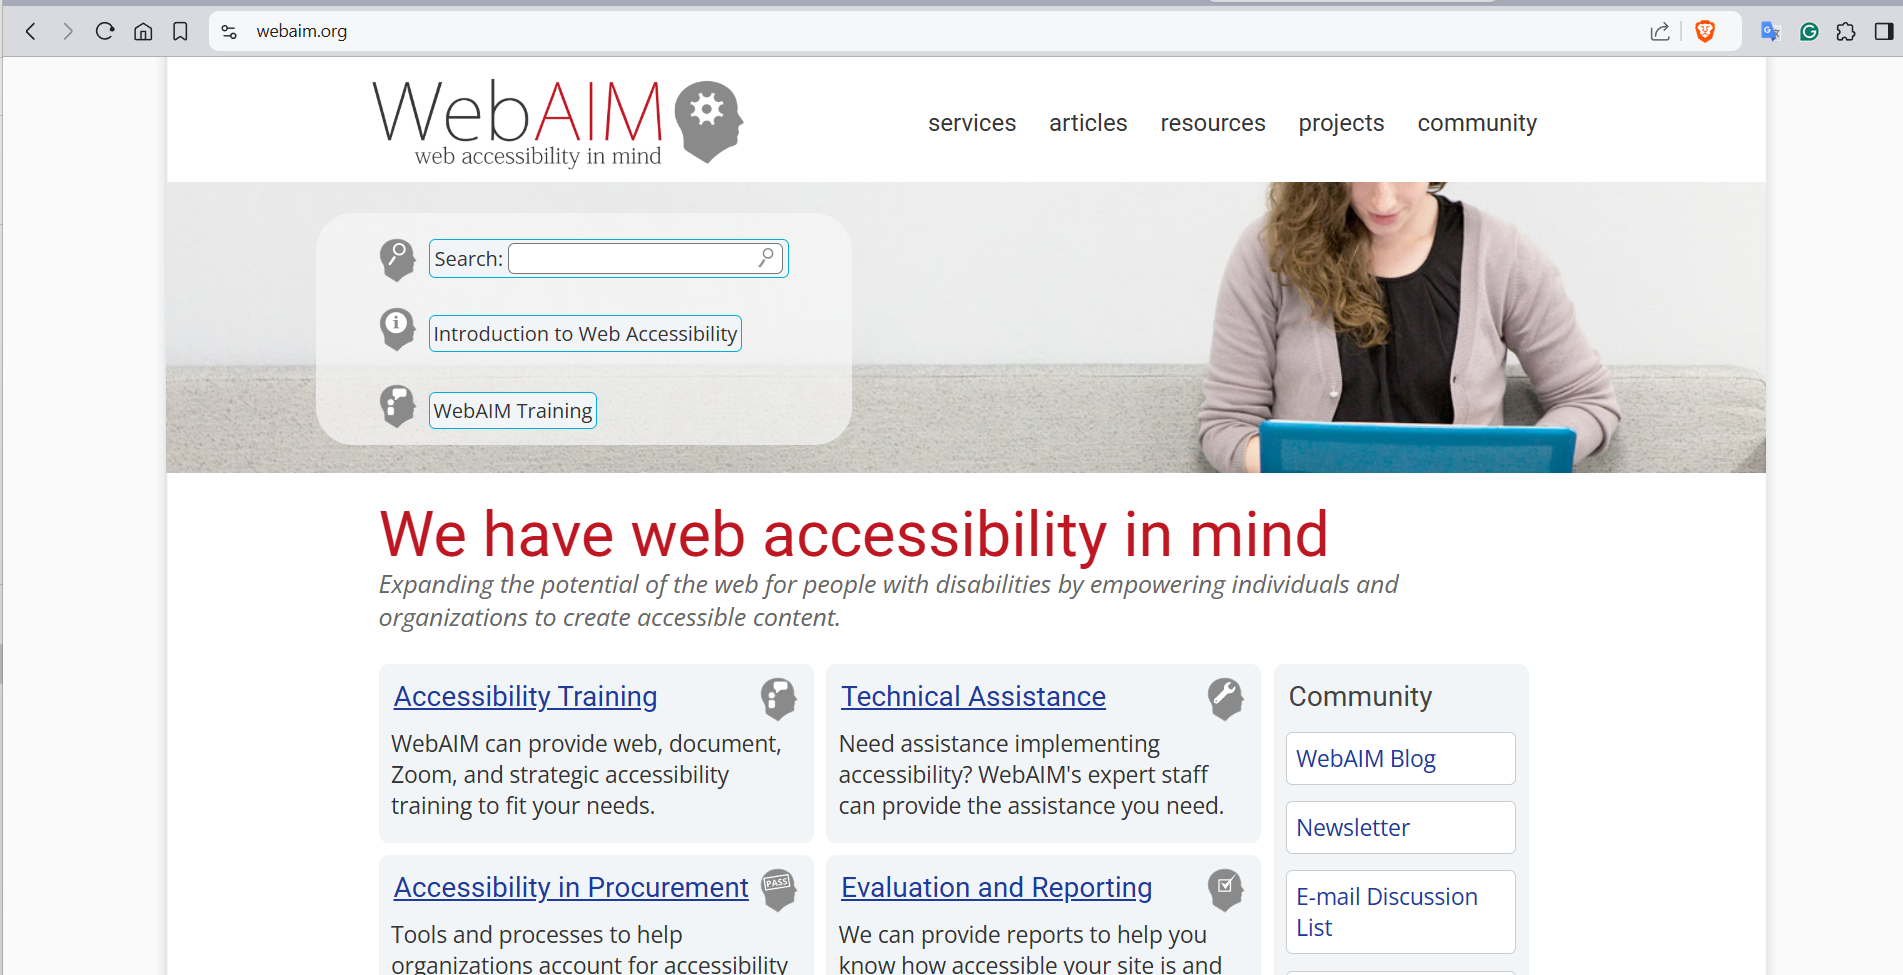 webaim.org
WebAIM
web accessibility in mind
services articles resources projects community
Search:
Introduction to Web Accessibility
WebAIM Training
We have web accessibility in mind
Expanding the potential of the web for people with disabilities by empowering individuals and
organizations to create accessible content.
Accessibility Training
WebAIM can provide web, document,
Zoom, and strategic accessibility
training to fit your needs.
Technical Assistance
Need assistance implementing
accessibility? WebAIM's expert staff
can provide the assistance you need.
Accessibility in Procurement
PASS
Tools and processes to help
organizations account for accessibility
Evaluation and Reporting
We can provide reports to help you
know how accessible your site is and
Community
WebAIM Blog
Newsletter
E-mail Discussion
List